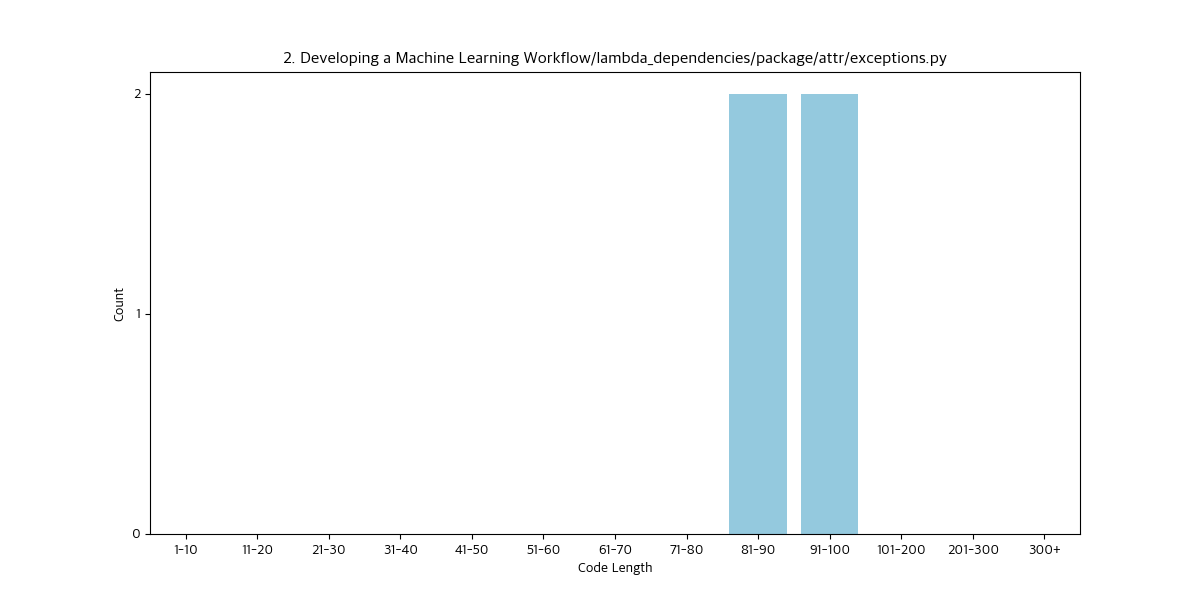 2. Developing a Machine Learning Workflow/lambda_dependencies/package/attr/exceptions.py
2
1
0
Count
1-10 11-20 21-30 31-40 41-50 51-60 61-70 71-80 81-90 91-100 101-200 201-300 300+
Code Length